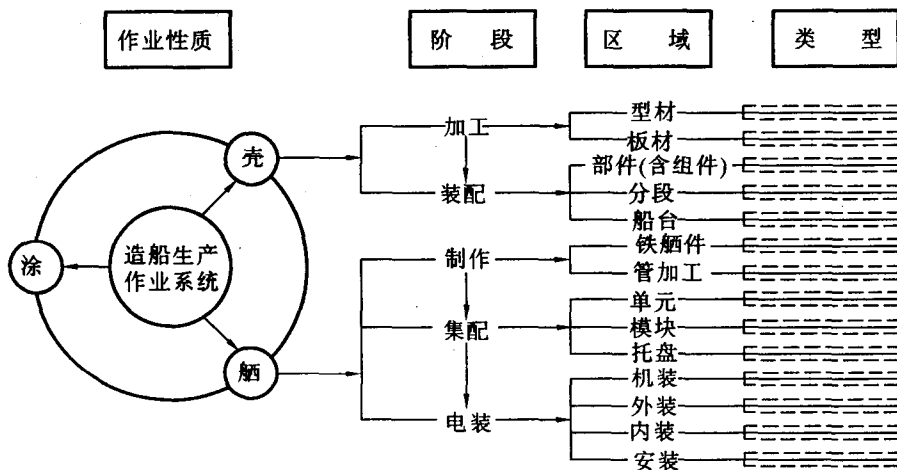 作业性质 阶段 区域 类型
型材
加工
板材
壳
部件(含组件)
装配
分段
船台
造船生产
作业系统
涂
铁舾件
制作
管加工
单元
集配
模块
托盘
舾
机装
外装
电装
内装
安装